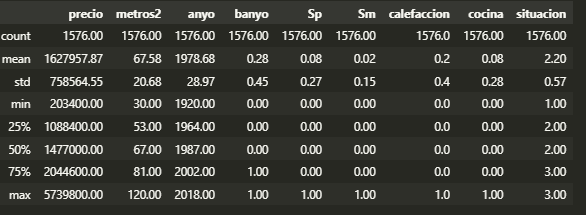 precio metros2 anyo banyo Sp Sm calefaccion cocina situacion
count 1576.00 1576.00 1576.00 1576.00 1576.00 1576.00 1576.0 1576.00 1576.00
mean 1627957.87 67.58 1978.68 0.28 0.08 0.02 0.2 0.08 2.20
std 758564.55 20.68 28.97 0.45 0.27 0.15 0.4 0.28 0.57
min 203400.00 30.00 1920.00 0.00 0.00 0.00 0.0 0.00 1.00
25% 1088400.00 53.00 1964.00 0.00 0.00 0.00 0.0 0.00 2.00
50% 1477000.00 67.00 1987.00 0.00 0.00 0.00 0.0 0.00 2.00
75% 2044600.00 81.00 2002.00 1.00 0.00 0.00 0.0 0.00 3.00
max 5739800.00 120.00 2018.00 1.00 1.00 1.00 1.0 1.00 3.00